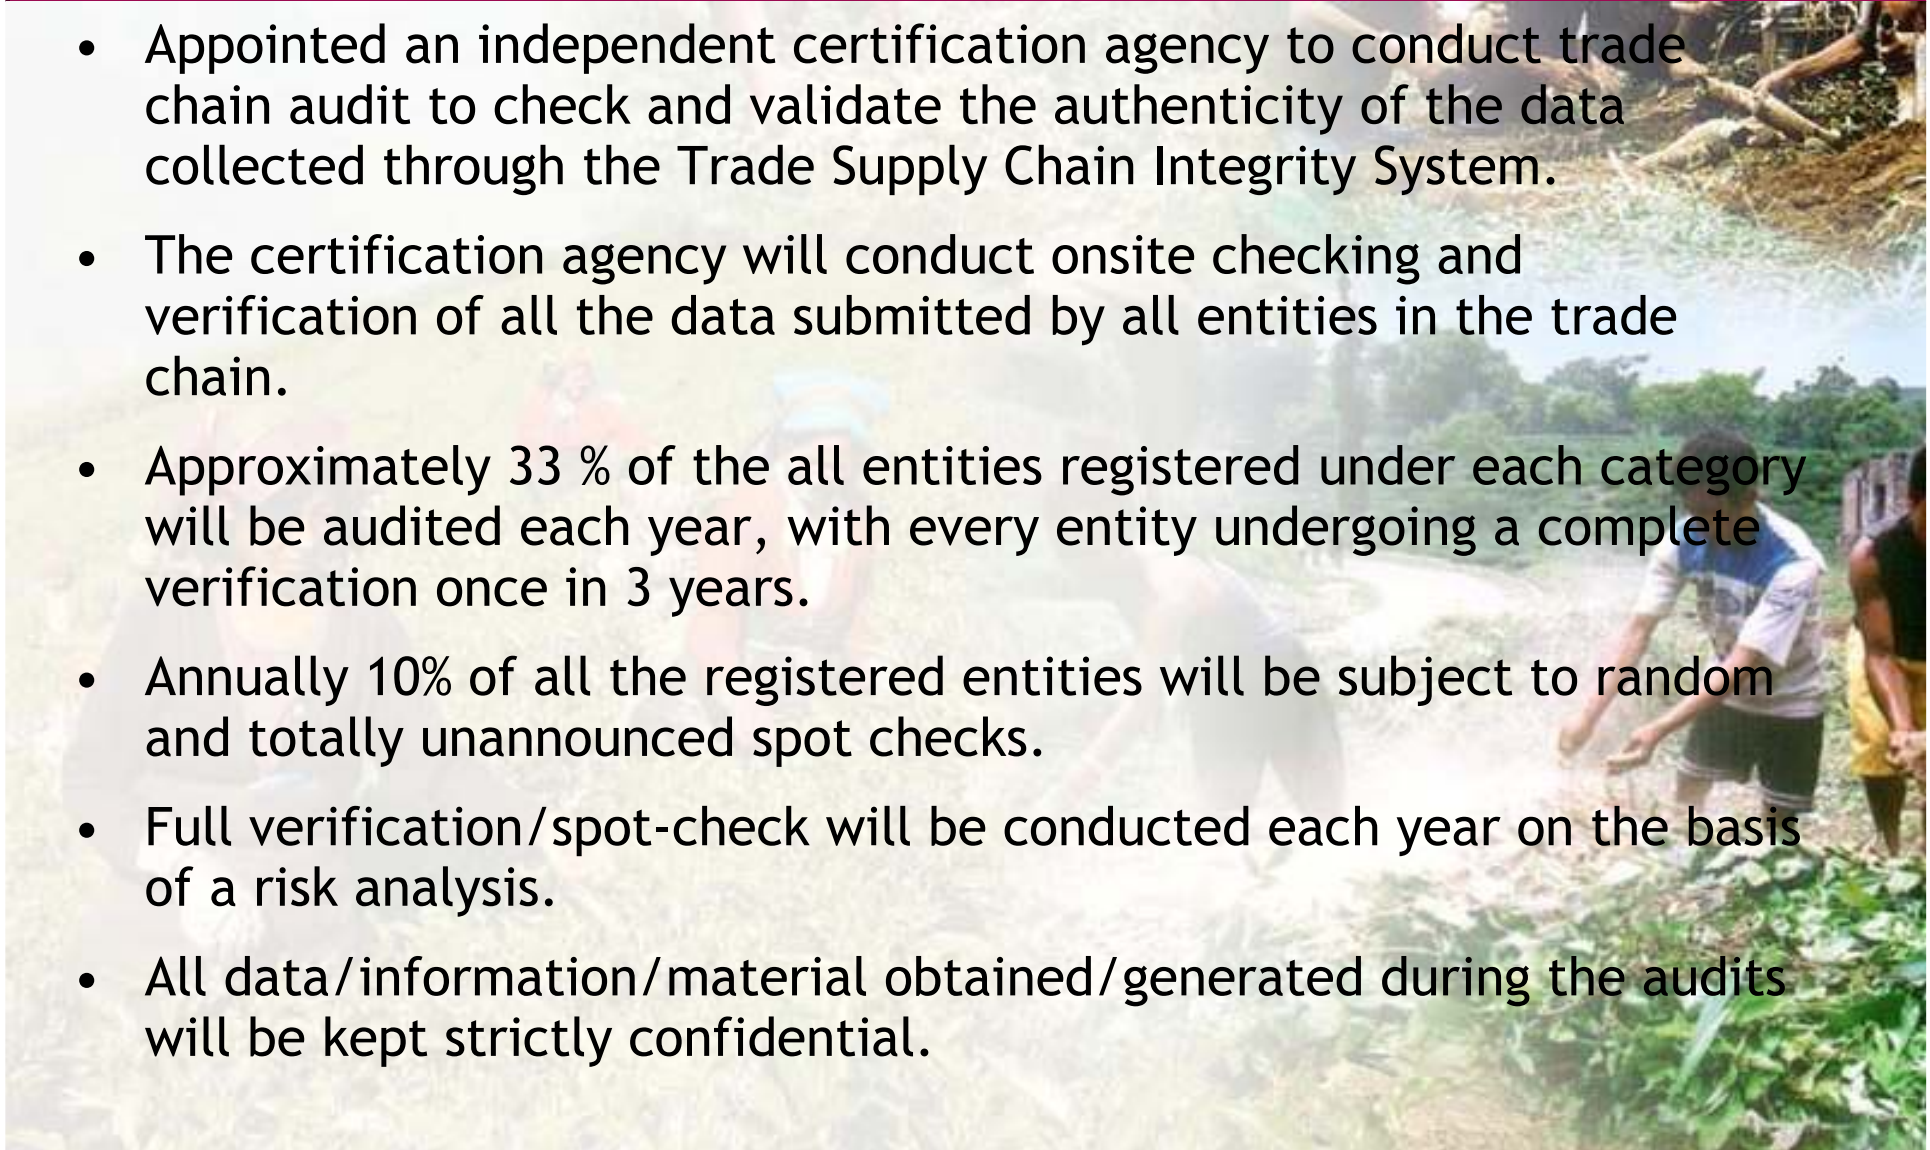 • Appointed an independent certification agency to conduct trade
chain audit to check and validate the authenticity of the data
collected through the Trade Supply Chain Integrity System.
• The certification agency will conduct onsite checking and
verification of all the data submitted by all entities in the trade
chain.
• Approximately 33 % of the all entities registered under each category
will be audited each year, with every entity undergoing a complete
verification once in 3 years.
• Annually 10% of all the registered entities will be subject to random
and totally unannounced spot checks.
• Full verification/spot-check will be conducted each year on the basis
of a risk analysis.
• All data/information/material obtained/generated during the audits
will be kept strictly confidential.